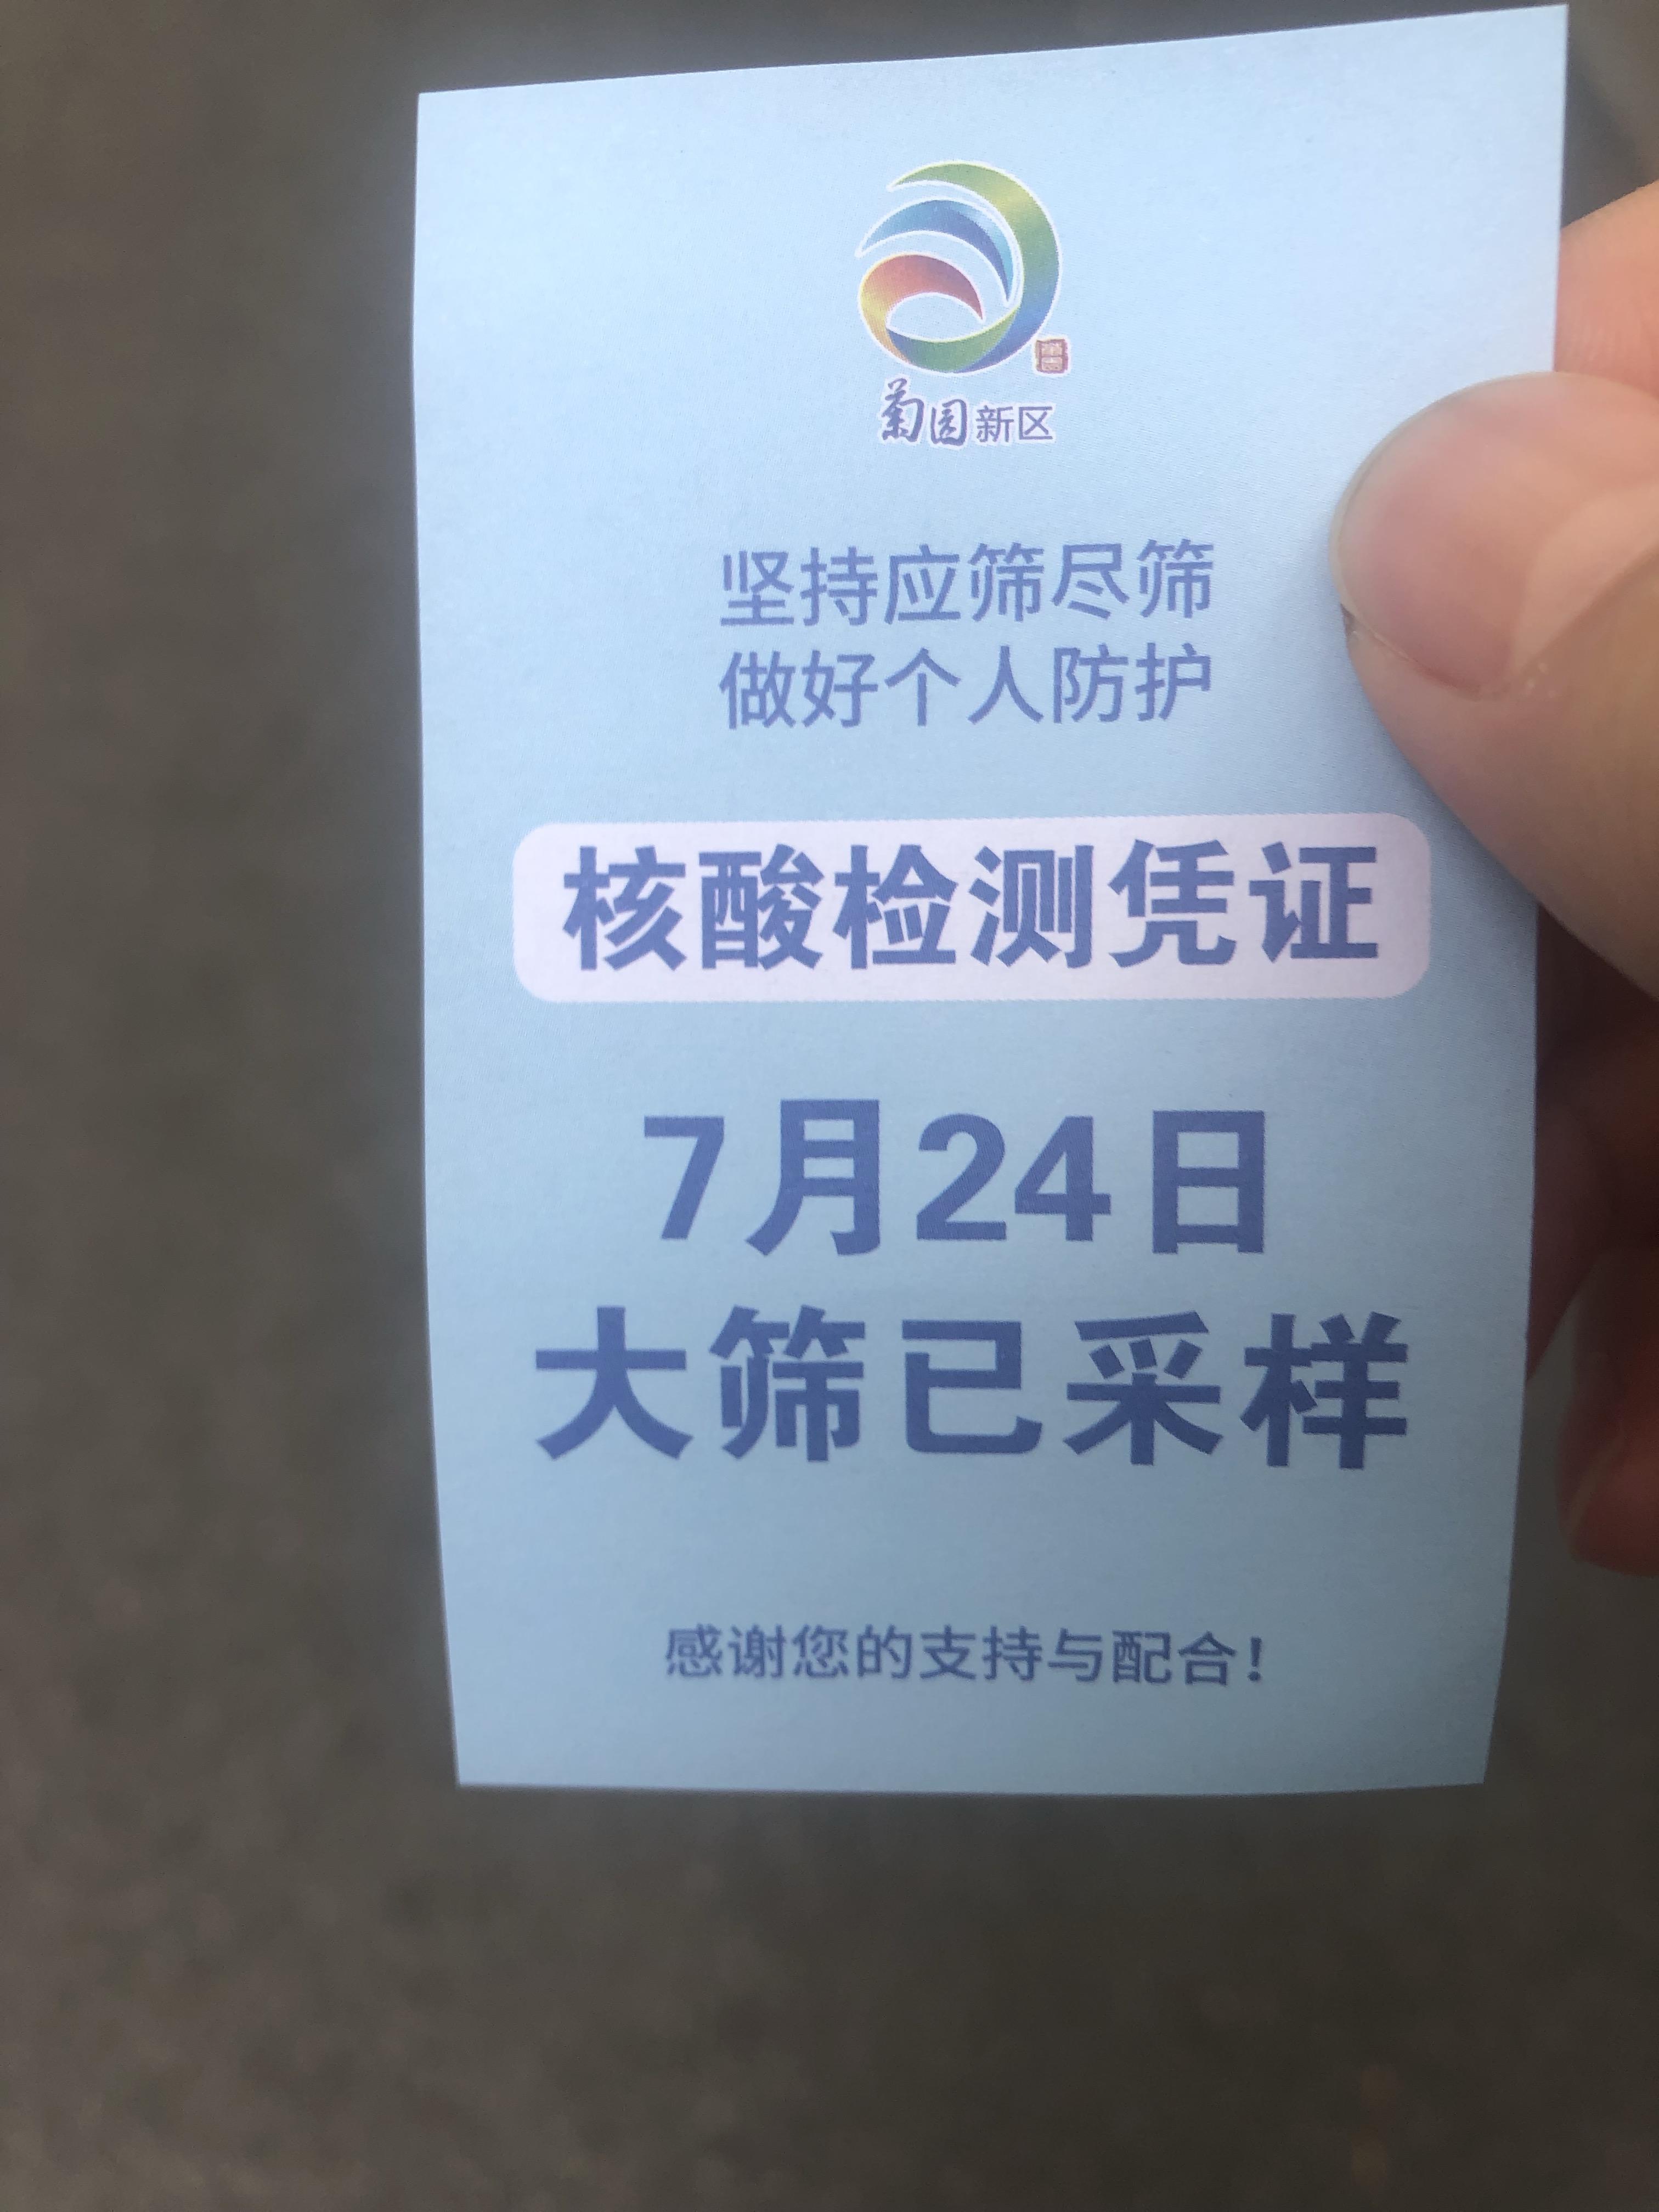 菊园新区
坚持应筛尽筛
做好个人防护
核酸检测凭证
7月24日
大筛已采样
感谢您的支持与配合!